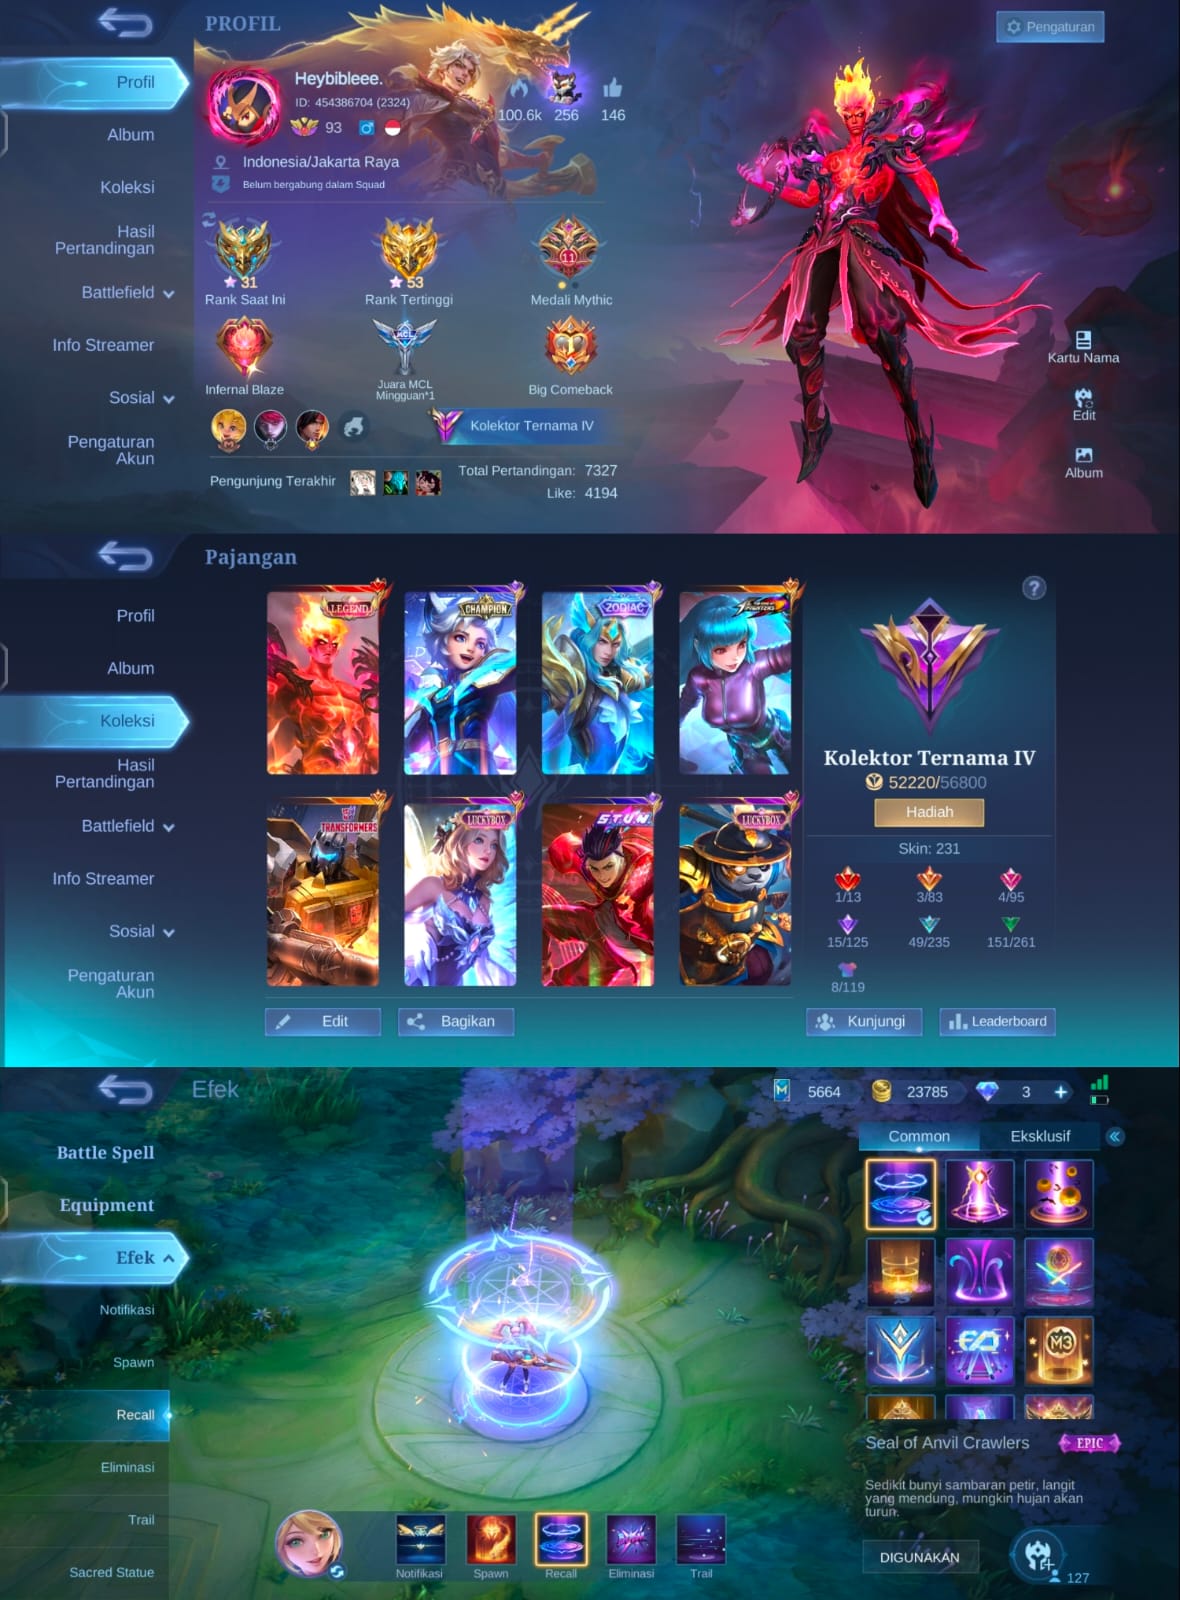 PROFIL
Pengaturan
Profil
Album
Koleksi
Hasil
Pertandingan
Battlefield
Info Streamer
Sosial
Pengaturan
Akun
Heybibleee.
ID: 454386704 (2324)
93
100.6k
256
146
Indonesia/Jakarta Raya
Belum bergabung dalam Squad
31
Rank Saat Ini
53
Rank Tertinggi
11
Medali Mythic
Infernal Blaze
MCL
Juara MCL
Mingguan*1
Big Comeback
M
Kolektor Ternama IV
Pengunjung Terakhir
Total Pertandingan: 7327
Like: 4194
Kartu Nama
Edit
Album
Pajangan
Profil
Album
Koleksi
Hasil
Pertandingan
Battlefield
Info Streamer
Sosial
Pengaturan
Akun
LEGEND
CHAMPION
ZODIAC
FIGHTERS
TRANSFORMERS
LUCKYBOX
S.T.U.N.
LUCKYBOX
Edit
Bagikan
?
Kolektor Ternama IV
52220/56800
Hadiah
Skin: 231
1/13
3/83
4/95
15/125
49/235
151/261
8/119
Kunjungi
Leaderboard
Efek
5664
23785
3
+
Battle Spell
Equipment
Efek
Notifikasi
Spawn
Recall
Eliminasi
Trail
Sacred Statue
Common
Eksklusif
M3
Seal of Anvil Crawlers
EPIC
Sedikit bunyi sambaran petir, langit
yang mendung, mungkin hujan akan
turun.
DIGUNAKAN
127
Notifikasi
Spawn
Recall
Eliminasi
Trail